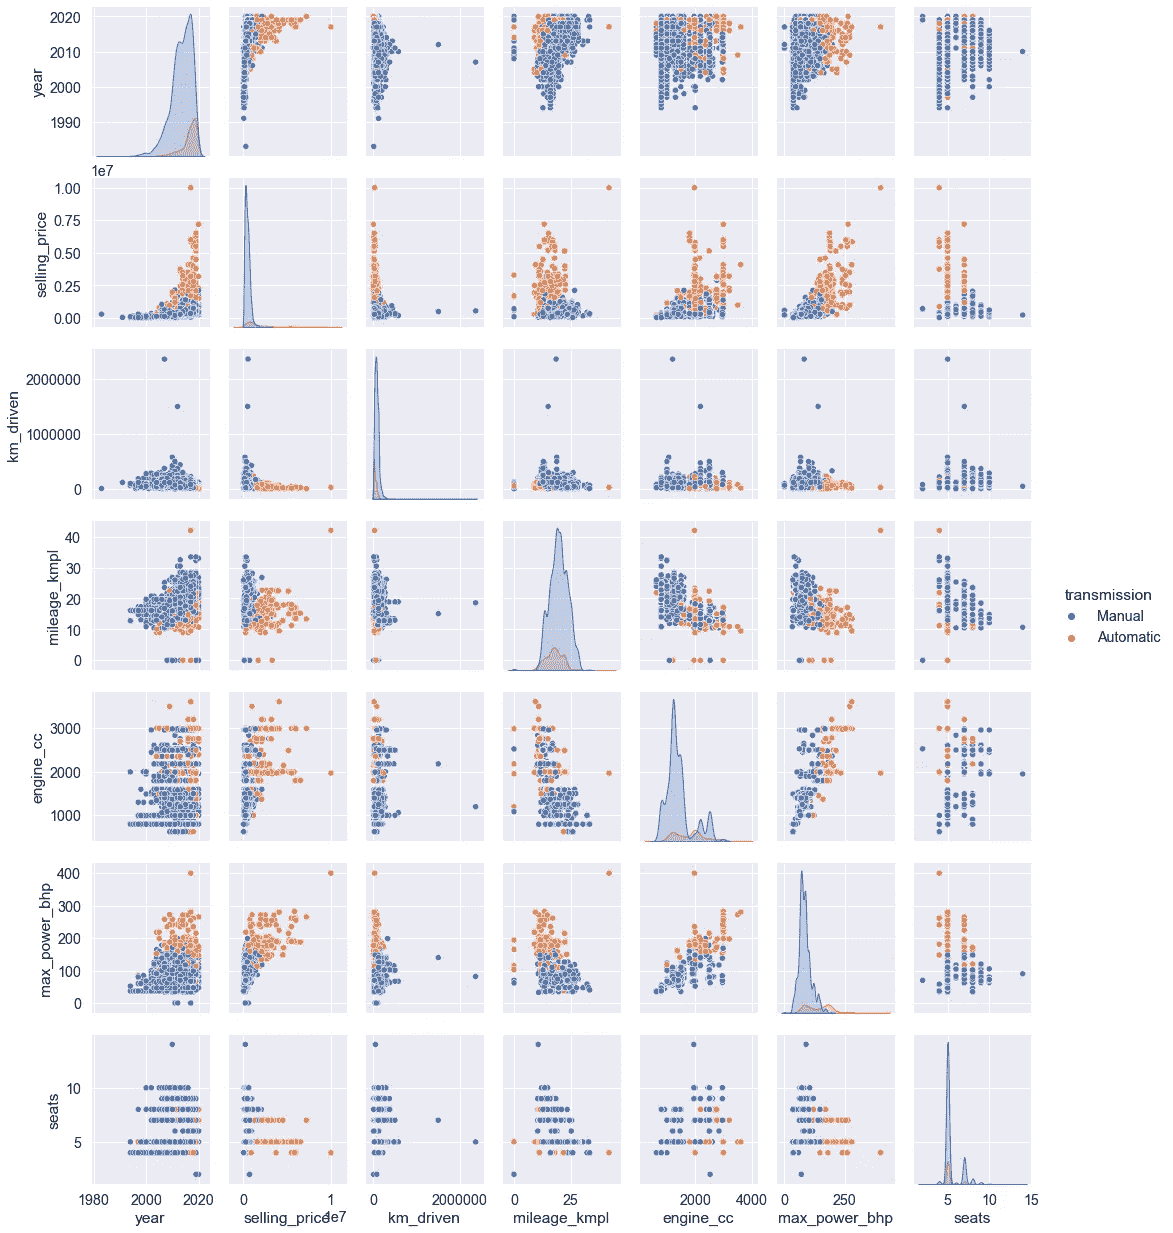 2020
2010
2000
1990
year
1e7
1.00
0.75
0.50
0.25
0.00
selling_price
2000000
1000000
0
km_driven
40
30
20
10
0
mileage_kmpl
transmission
Manual
Automatic
3000
2000
1000
engine_cc
400
300
200
100
0
max_power_bhp
10
5
seats
1980 2000 2020 0 1 0 2000000 0 25 2000 4000 0 250 5 10 15
year selling_price 1e7 km_driven mileage_kmpl engine_cc max_power_bhp seats